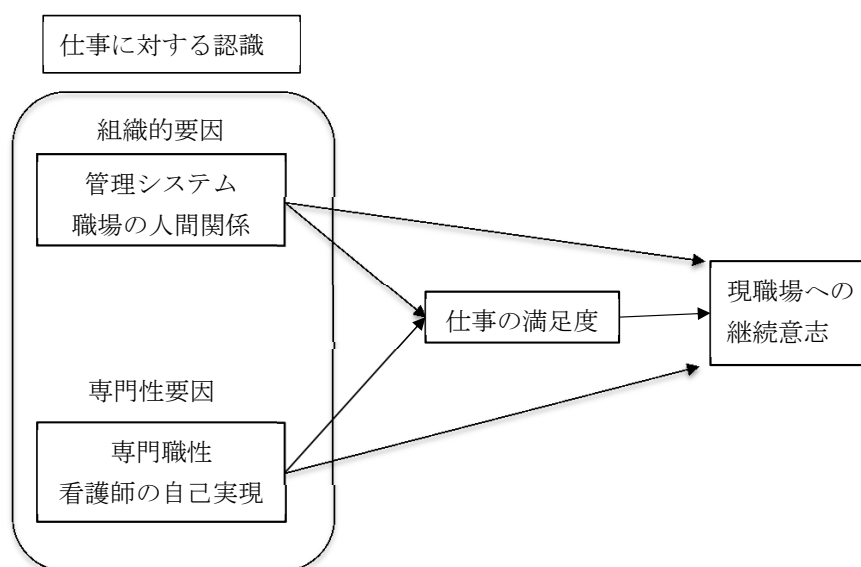 仕事に対する認識
組織的要因
管理システム
職場の人間関係
仕事の満足度
現職場への
継続意志
専門性要因
専門職性
看護師の自己実現